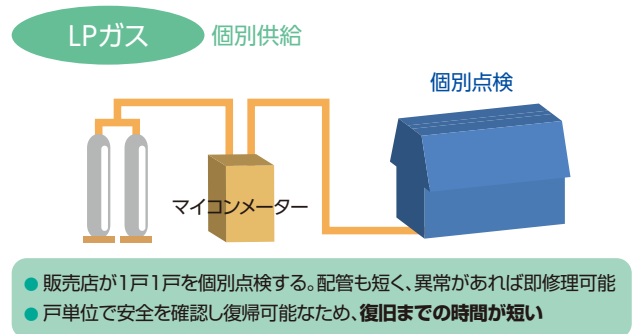 LPガス 個別供給
個別点検
マイコンメーター
● 販売店が1戸1戸を個別点検する。配管も短く、異常があれば即修理可能
● 戸単位で安全を確認し復帰可能なため、復旧までの時間が短い